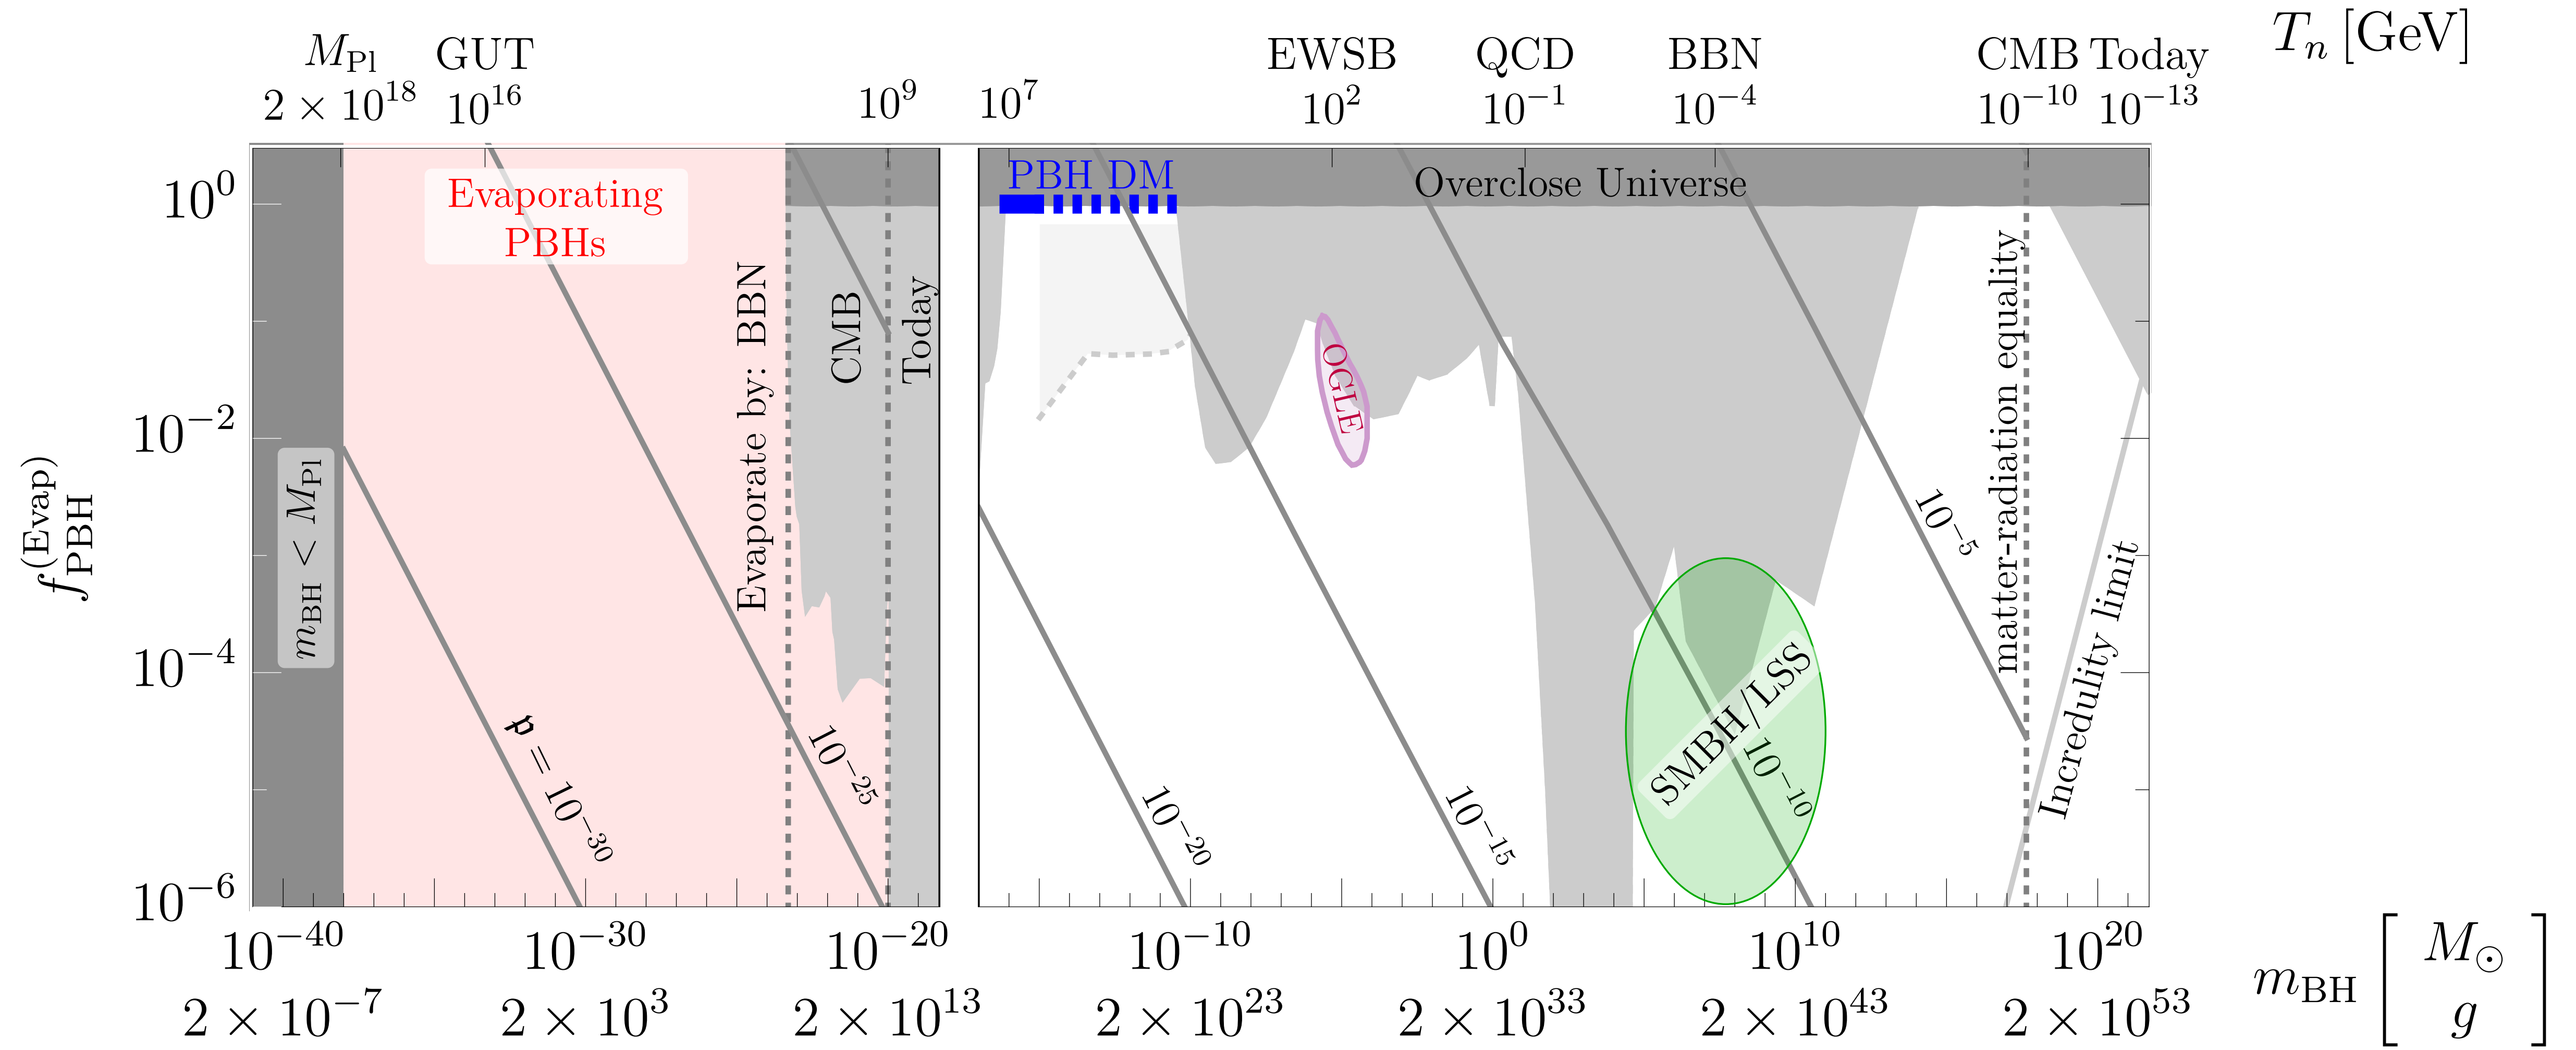 M_Pl GUT EWSB QCD BBN CMB Today T_n [GeV]
2 × 10^18 10^16 10^9 10^7 10^2 10^-1 10^-4 10^-10 10^-13
PBH DM
Overclose Universe
Evaporating
PBHs
10^0
10^-2
10^-4
10^-6
f_PBH^(Evap)
m_BH < M_Pl
Evaporate by: BBN
CMB
Today
OGLE
matter-radiation equality
Incredulity limit
SMBH/LSS
𝔭 = 10^-30
10^-25
10^-20
10^-15
10^-10
10^-5
10^-40 10^-30 10^-20 10^-10 10^0 10^10 10^20
2 × 10^-7 2 × 10^3 2 × 10^13 2 × 10^23 2 × 10^33 2 × 10^43 2 × 10^53
m_BH [M_⊙
g]